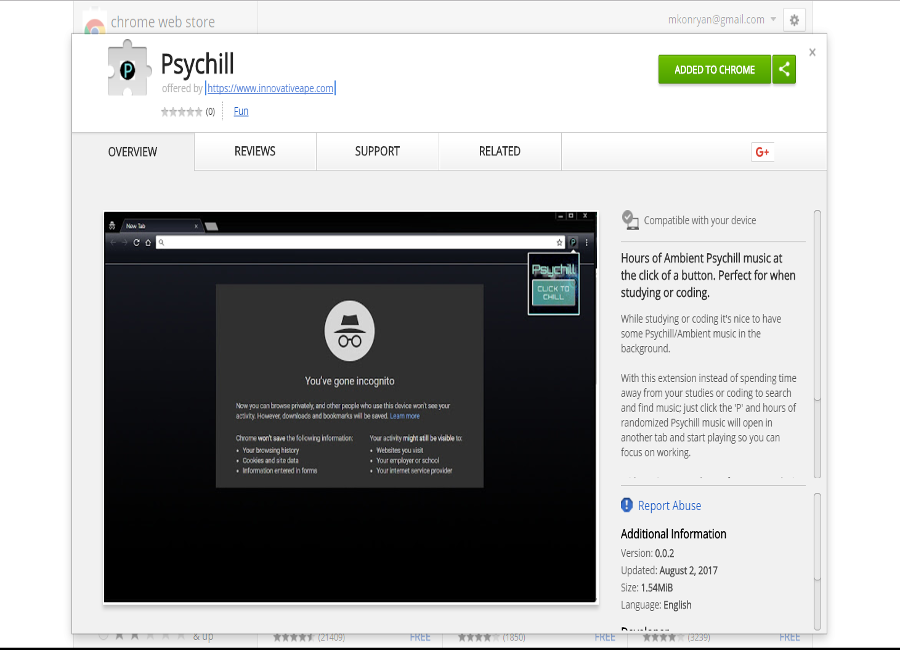 chrome web store
mkonryan@gmail.com
Psychill
offered by https://www.innovativeape.com
(0) Fun
ADDED TO CHROME
OVERVIEW
REVIEWS
SUPPORT
RELATED
G+
New Tab
Psychill
CLICK TO
CHILL
You've gone incognito
Now you can browse privately, and other people who use this device won't see your
activity. However, downloads and bookmarks will be saved. Learn more
Chrome won't save the following information:
• Your browsing history
• Cookies and site data
• Information entered in forms
Your activity might still be visible to:
• Websites you visit
• Your employer or school
• Your internet service provider
Compatible with your device
Hours of Ambient Psychill music at
the click of a button. Perfect for when
studying or coding.
While studying or coding it's nice to have
some Psychill/Ambient music in the
background.
With this extension instead of spending time
away from your studies or coding to search
and find music; just click the 'P' and hours of
randomized Psychill music will open in
another tab and start playing so you can
focus on working.
Report Abuse
Additional Information
Version: 0.0.2
Updated: August 2, 2017
Size: 1.54MiB
Language: English
& up
(21409) FREE
(1850) FREE
(3239) FREE